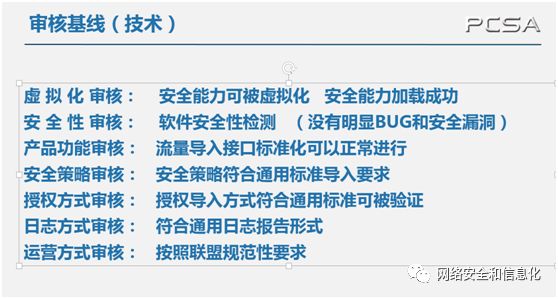 审核基线（技术）
PCSA
虚拟化审核： 安全能力可被虚拟化 安全能力加载成功
安全性审核： 软件安全性检测 （没有明显BUG和安全漏洞）
产品功能审核： 流量导入接口标准化可以正常进行
安全策略审核： 安全策略符合通用标准导入要求
授权方式审核： 授权导入方式符合通用标准可被验证
日志方式审核： 符合通用日志报告形式
运营方式审核： 按照联盟规范性要求
网络安全和信息化